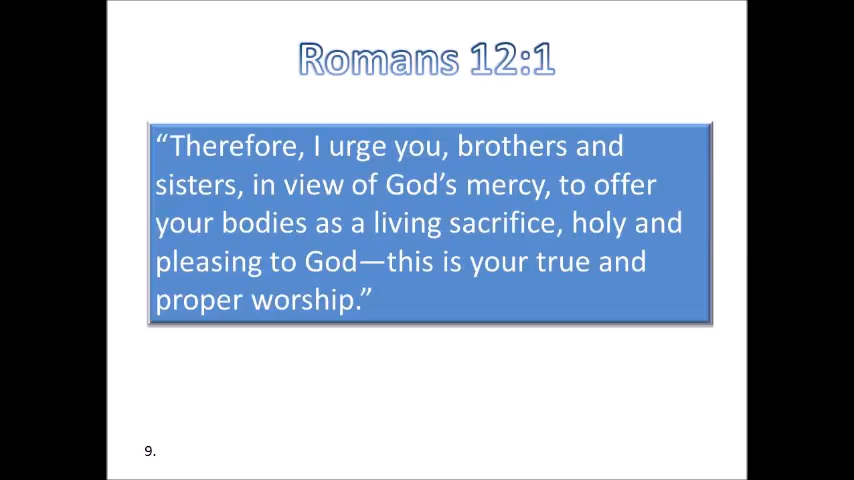 Romans 12:1
“Therefore, I urge you, brothers and
sisters, in view of God’s mercy, to offer
your bodies as a living sacrifice, holy and
pleasing to God—this is your true and
proper worship.”
9.